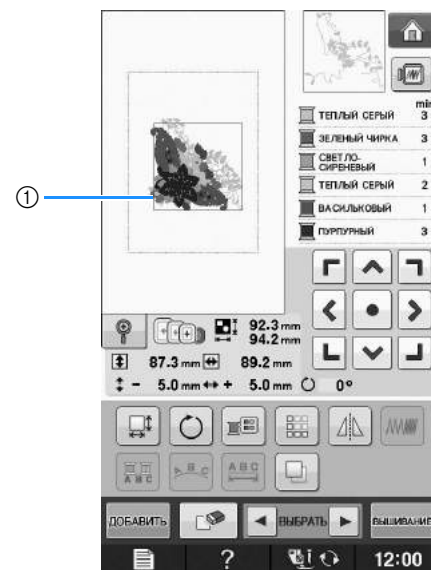 ①
min
ТЕПЛЫЙ СЕРЫЙ 3
ЗЕЛЕНЫЙ ЧИРКА 3
СВЕТЛО-
СИРЕНЕВЫЙ 1
ТЕПЛЫЙ СЕРЫЙ 2
ВАСИЛЬКОВЫЙ 1
ПУРПУРНЫЙ 3
92.3 mm
94.2 mm
87.3 mm 89.2 mm
- 5.0 mm + 5.0 mm 0°
A B C A B C A B C
ДОБАВИТЬ ВЫБРАТЬ ВЫШИВАНИЕ
? 12:00